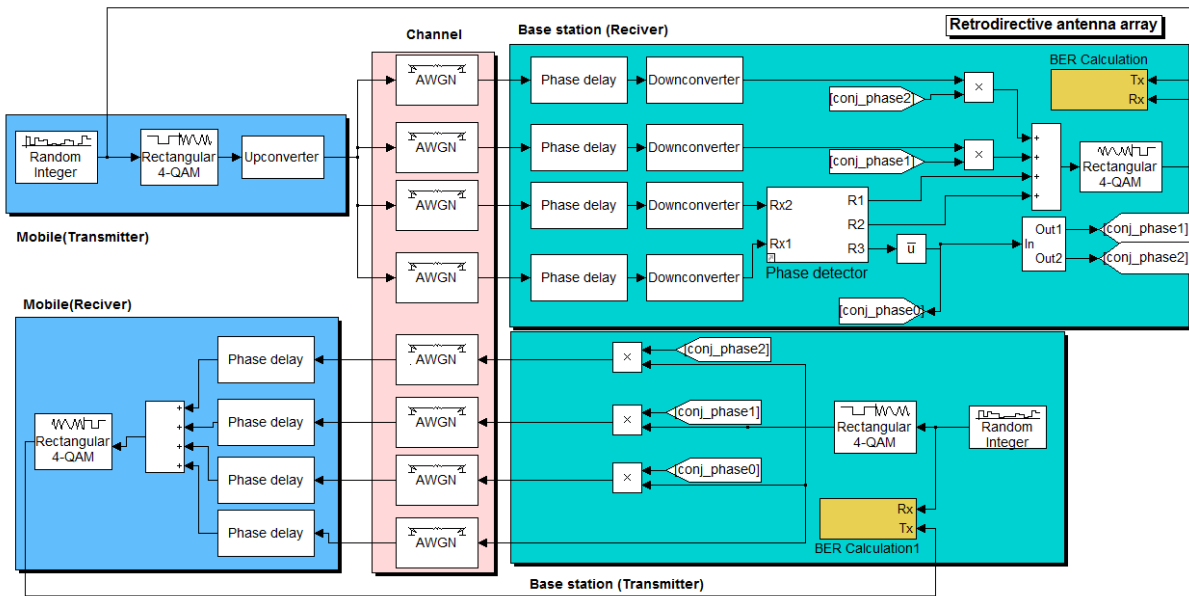 Channel
Base station (Reciver)
Retrodirective antenna array
BER Calculation
Tx
Rx
AWGN
Phase delay
Downconverter
[conj_phase2]
×
Random
Integer
Rectangular
4-QAM
Upconverter
Mobile(Transmitter)
AWGN
Phase delay
Downconverter
[conj_phase1]
×
+
+
+
+
Rectangular
4-QAM
AWGN
Phase delay
Downconverter
Rx2
Rx1
R1
R2
R3
Phase detector
u
In
Out1
Out2
[conj_phase1]
[conj_phase2]
AWGN
Phase delay
Downconverter
[conj_phase0]
Mobile(Reciver)
Phase delay
AWGN
×
[conj_phase2]
Rectangular
4-QAM
+
+
+
+
Phase delay
AWGN
×
[conj_phase1]
Rectangular
4-QAM
Random
Integer
Phase delay
AWGN
×
[conj_phase0]
Phase delay
AWGN
Rx
Tx
BER Calculation1
Base station (Transmitter)